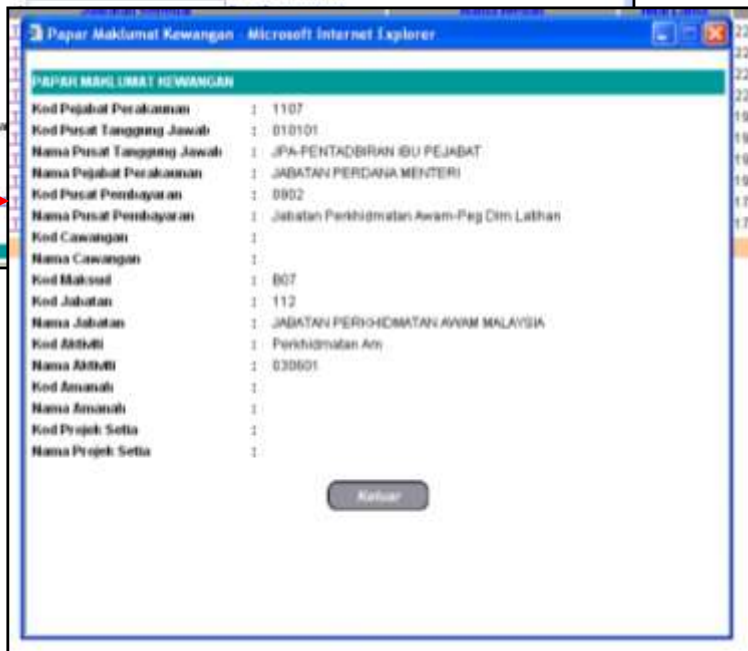 Papar Maklumat Kewangan - Microsoft Internet Explorer
PAPAR MAKLUMAT KEWANGAN
Kod Pejabat Perakaunan : 1107
Kod Pusat Tanggung Jawab : 010101
Nama Pusat Tanggung Jawab : JPA-PENTADBIRAN IBU PEJABAT
Nama Pejabat Perakaunan : JABATAN PERDANA MENTERI
Kod Pusat Pembayaran : 0902
Nama Pusat Pembayaran : Jabatan Perkhidmatan Awam-Peg Dlm Latihan
Kod Cawangan :
Nama Cawangan :
Kod Maksud : B07
Kod Jabatan : 112
Nama Jabatan : JABATAN PERKHIDMATAN AWAM MALAYSIA
Kod Aktiviti : Perkhidmatan Am
Nama Aktiviti : 030601
Kod Amanah :
Nama Amanah :
Kod Projek Setia :
Nama Projek Setia :
Keluar